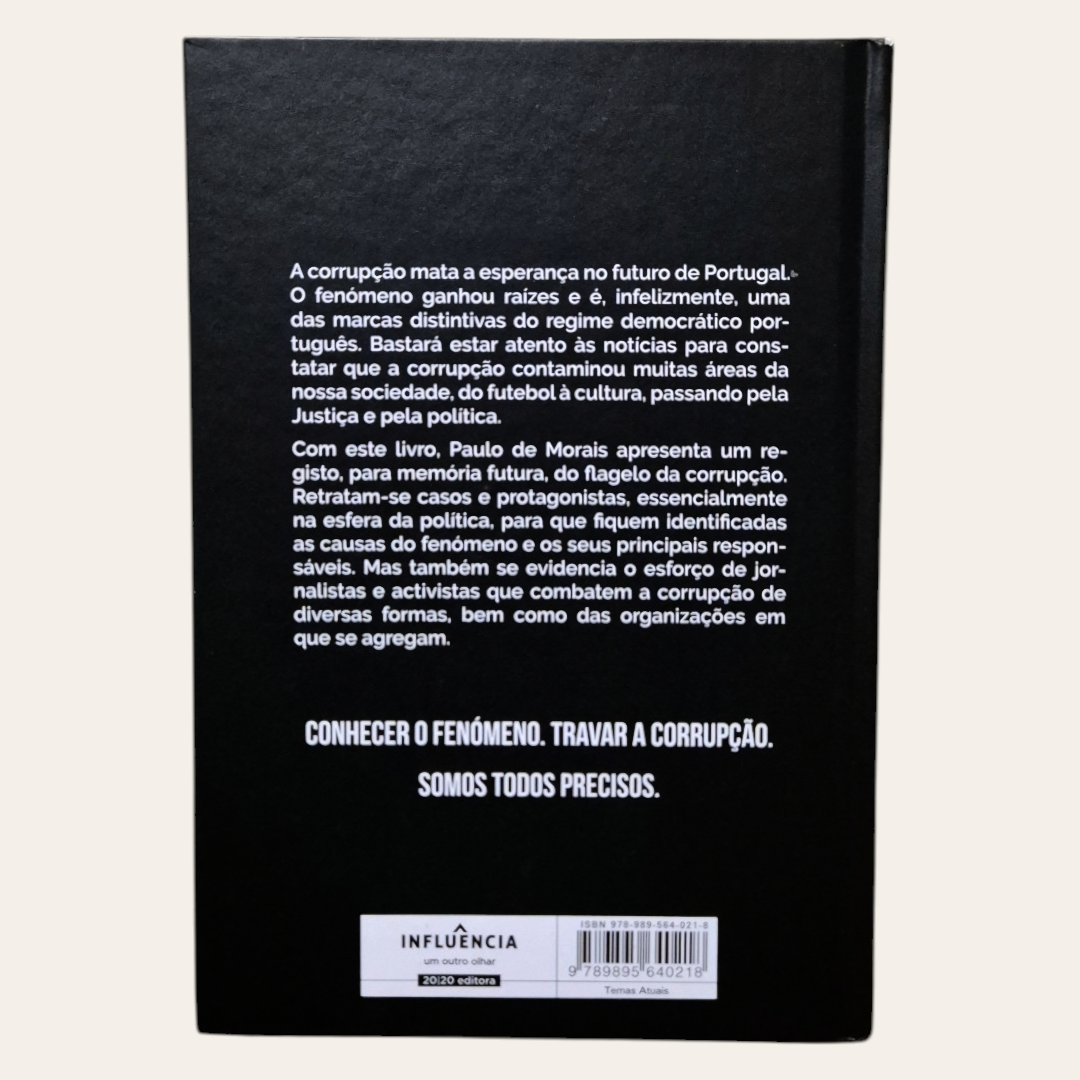 A corrupção mata a esperança no futuro de Portugal.
O fenómeno ganhou raízes e é, infelizmente, uma
das marcas distintivas do regime democrático por-
tuguês. Bastará estar atento às notícias para cons-
tatar que a corrupção contaminou muitas áreas da
nossa sociedade, do futebol à cultura, passando pela
Justiça e pela política.
Com este livro, Paulo de Morais apresenta um re-
gisto, para memória futura, do flagelo da corrupção.
Retratam-se casos e protagonistas, essencialmente
na esfera da política, para que fiquem identificadas
as causas do fenómeno e os seus principais respon-
sáveis. Mas também se evidencia o esforço de jor-
nalistas e activistas que combatem a corrupção de
diversas formas, bem como das organizações em
que se agregam.
CONHECER O FENÓMENO. TRAVAR A CORRUPÇÃO.
SOMOS TODOS PRECISOS.
INFLUÊNCIA
um outro olhar
20|20 editora
ISBN 978-989-564-021-8
9 789895 640218
Temas Atuais